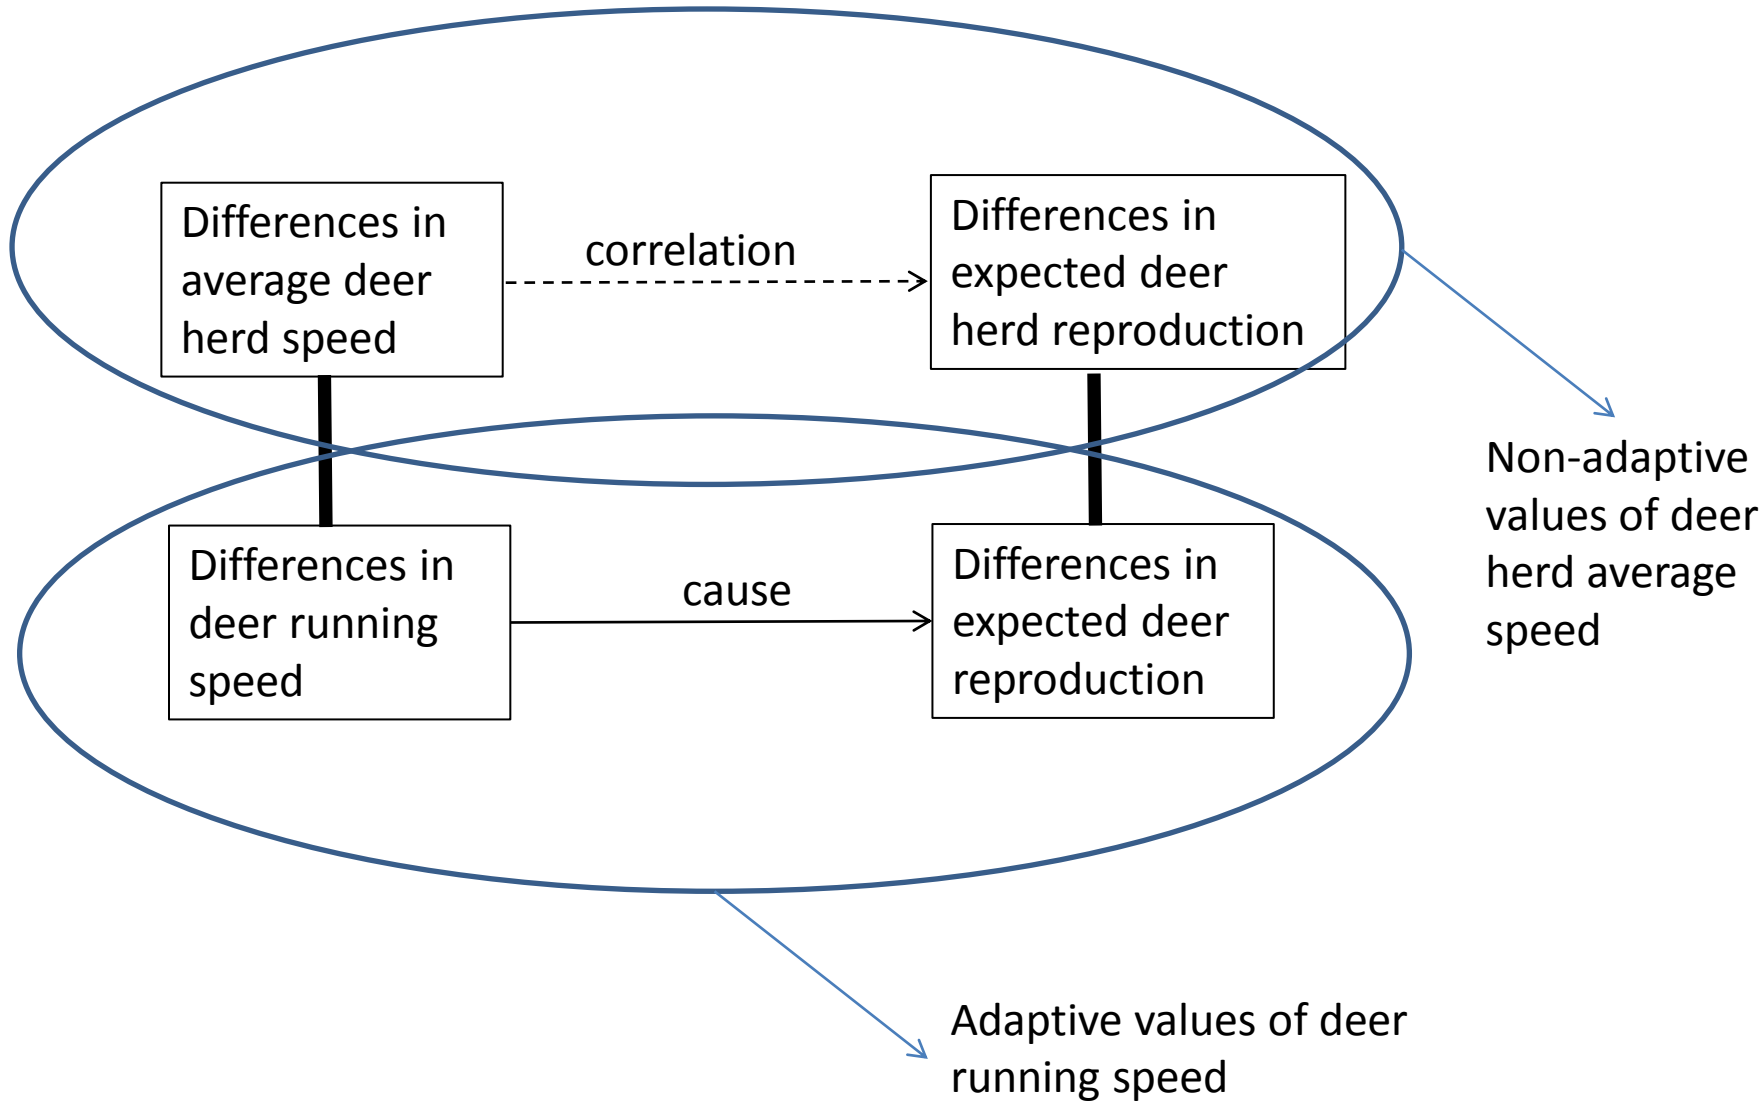 Differences in
average deer
herd speed
correlation
Differences in
expected deer
herd reproduction
Non-adaptive
values of deer
herd average
speed
Differences in
deer running
speed
cause
Differences in
expected deer
reproduction
Adaptive values of deer
running speed